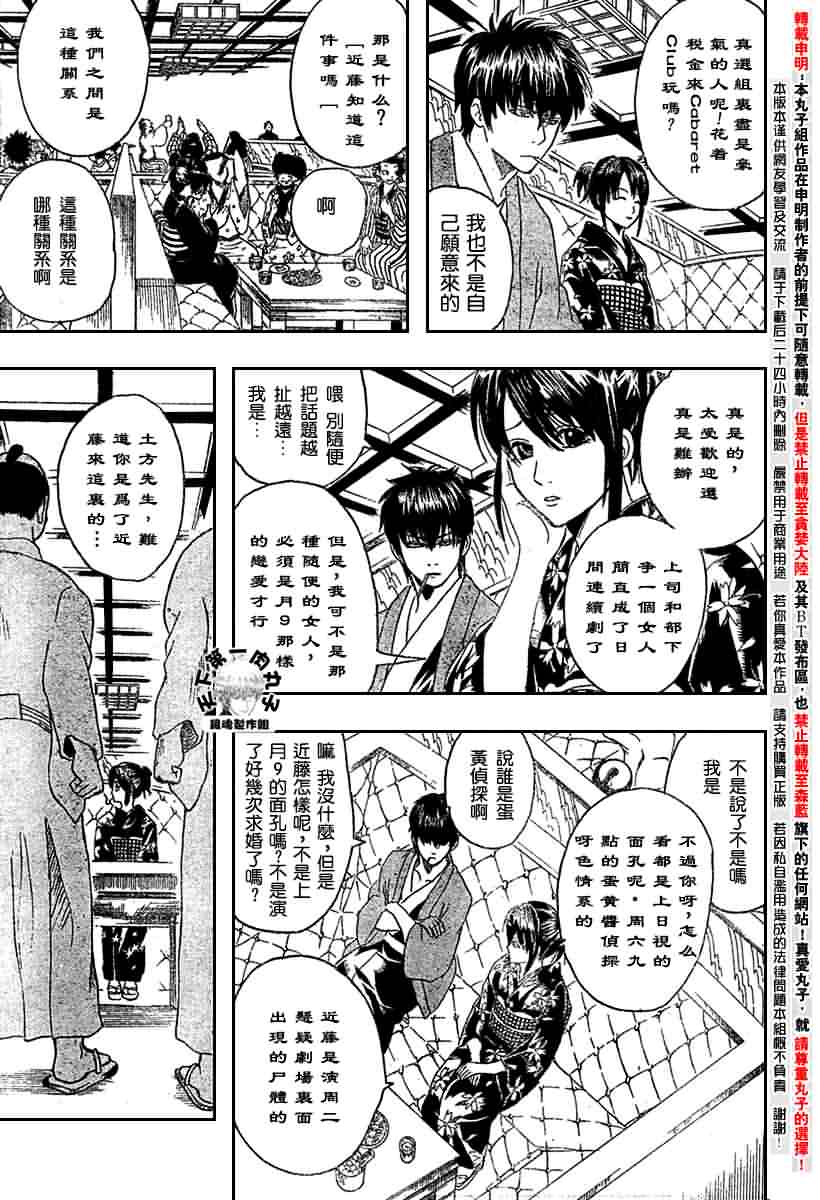 真選組裏盡是拿
氣的人呢!花着
稅金來Cabaret
Club玩嗎?
我也不是自
己願意來的
那是什么?
[近藤知道這
件事嗎[
我們之間是
這種關系
啊
這種關系是
哪種關系啊
真是的,
太受歡迎還
真是難辦
上司和部下
爭一個女人
簡直成了日
間連續劇了
喂 別隨便
把話題越
扯越遠…
我是…
但是,我可不是那
種隨便的女人,
必須是月9那樣
的戀愛才行
土方先生,難
道你是爲了近
藤來這裏的…
天下第一
銀魂製作組
不是說了不是嗎
我是
不過你呀,怎么
看都是上日視的
面孔呢。周六九
點的蛋黄醬偵探
呀色情系的
說誰是蛋
黃偵探啊
嘛 我沒什麼,但是
近藤怎樣呢,不是上
月9的面孔嗎?不是演
了好幾次求婚了嗎?
近藤是演周二
懸疑劇場裏面
出現的尸體的
轉載申明:本丸子組作品在申明制作者的前提下可隨意轉載,但是禁止轉載至貪婪大陸及其BT發布區,也禁止轉載至森藍旗下的任何網站!真愛丸子,就請尊重丸子的選擇!
本版本僅供網友學習及交流 請于下載后二十四小時內刪除 嚴禁用于商業用途 若你真愛本作品 請支持購買正版 若因私自濫用造成的法律問題本組概不負責 謝謝!